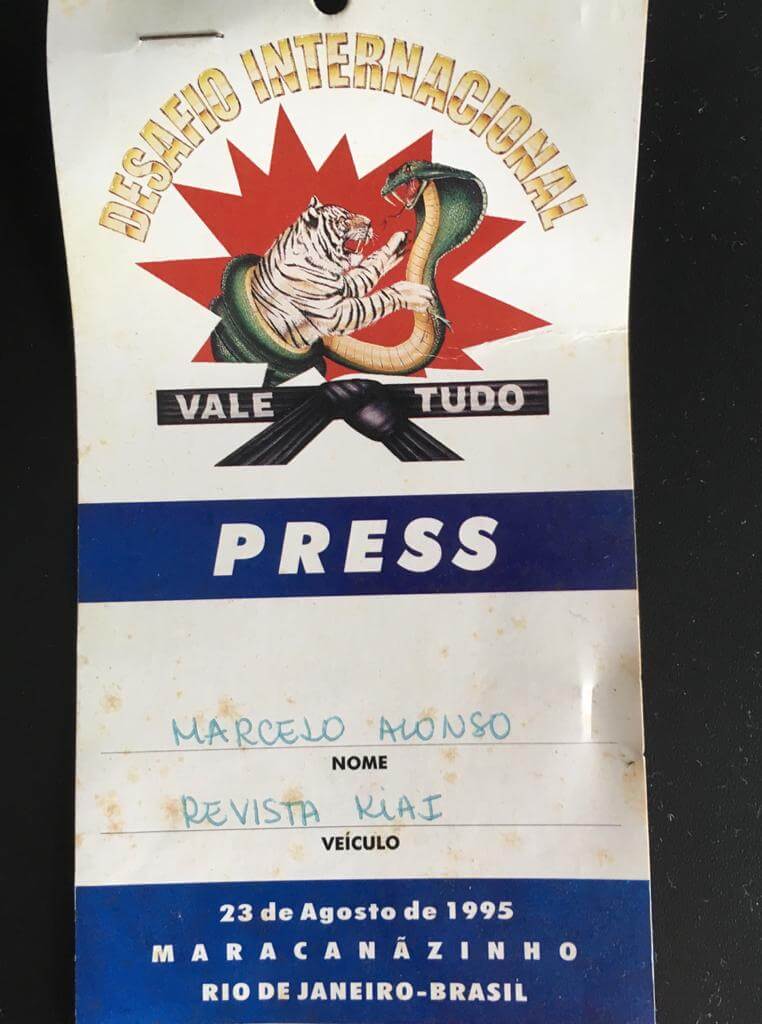 DESAFIO INTERNACIONAL
VALE TUDO
PRESS
MARCELO ALONSO
NOME
REVISTA KIAI
VEÍCULO
23 de Agosto de 1995
MARACANÃZINHO
RIO DE JANEIRO-BRASIL